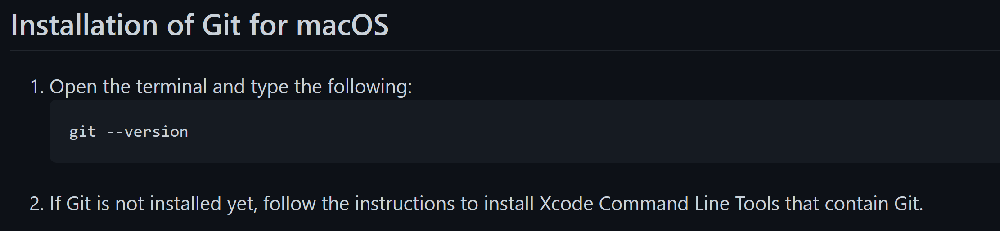 Installation of Git for macOS
1. Open the terminal and type the following:
git --version
2. If Git is not installed yet, follow the instructions to install Xcode Command Line Tools that contain Git.